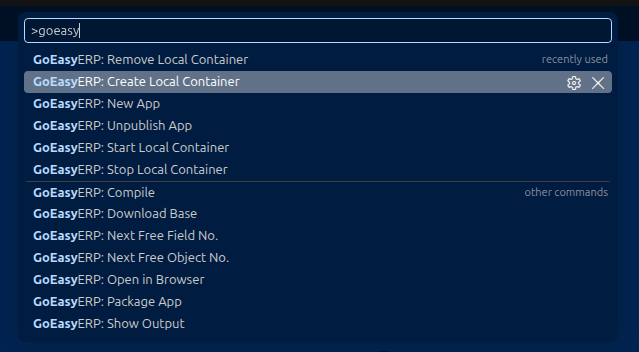 >goeasy
GoEasyERP: Remove Local Container recently used
GoEasyERP: Create Local Container
GoEasyERP: New App
GoEasyERP: Unpublish App
GoEasyERP: Start Local Container
GoEasyERP: Stop Local Container
GoEasyERP: Compile other commands
GoEasyERP: Download Base
GoEasyERP: Next Free Field No.
GoEasyERP: Next Free Object No.
GoEasyERP: Open in Browser
GoEasyERP: Package App
GoEasyERP: Show Output